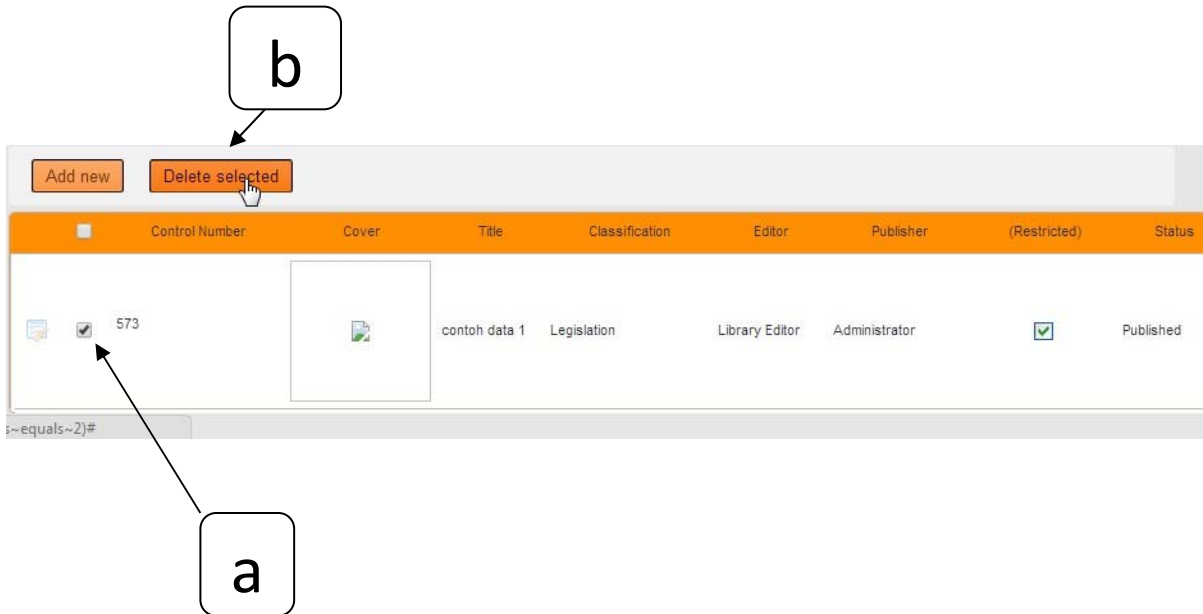 b
Add new Delete selected
Control Number Cover Title Classification Editor Publisher (Restricted) Status
573 contoh data 1 Legislation Library Editor Administrator Published
s~equals~2)#
a